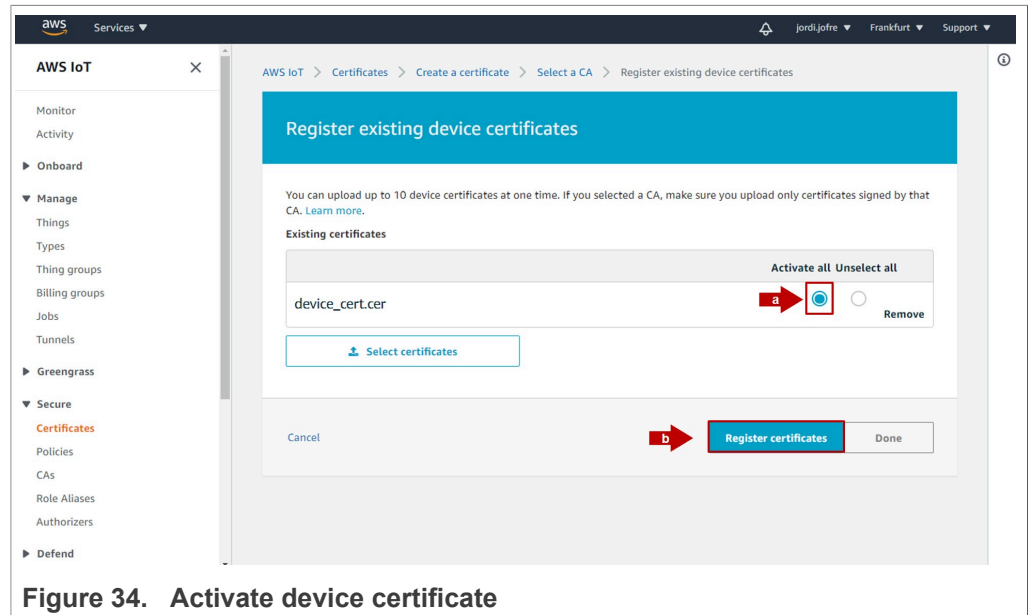 aws Services ▼ jordi.jofre ▼ Frankfurt ▼ Support ▼
AWS IoT
Monitor
Activity
Onboard
Manage
Things
Types
Thing groups
Billing groups
Jobs
Tunnels
Greengrass
Secure
Certificates
Policies
CAs
Role Aliases
Authorizers
Defend
AWS IoT > Certificates > Create a certificate > Select a CA > Register existing device certificates
Register existing device certificates
You can upload up to 10 device certificates at one time. If you selected a CA, make sure you upload only certificates signed by that
CA. Learn more.
Existing certificates
Activate all Unselect all
device_cert.cer a
Remove
Select certificates
Cancel b Register certificates Done
Figure 34. Activate device certificate